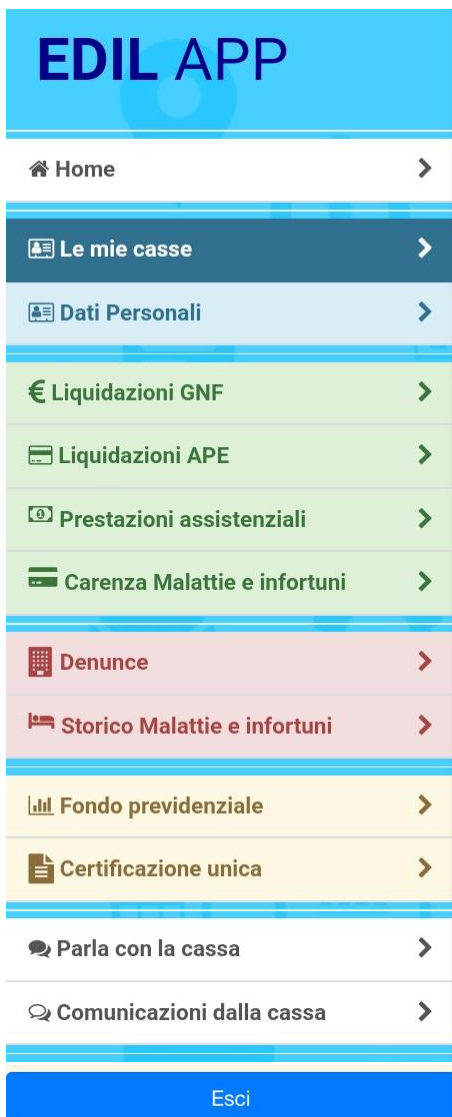 EDIL APP
Home
Le mie casse
Dati Personali
Liquidazioni GNF
Liquidazioni APE
Prestazioni assistenziali
Carenza Malattie e infortuni
Denunce
Storico Malattie e infortuni
Fondo previdenziale
Certificazione unica
Parla con la cassa
Comunicazioni dalla cassa
Esci